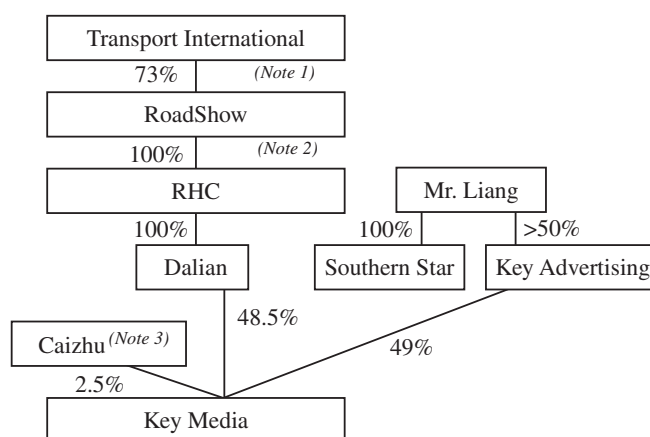 Transport International
73% (Note 1)
RoadShow
100% (Note 2)
RHC
Mr. Liang
100% 100% >50%
Dalian Southern Star Key Advertising
48.5%
Caizhu (Note 3)
49%
2.5%
Key Media